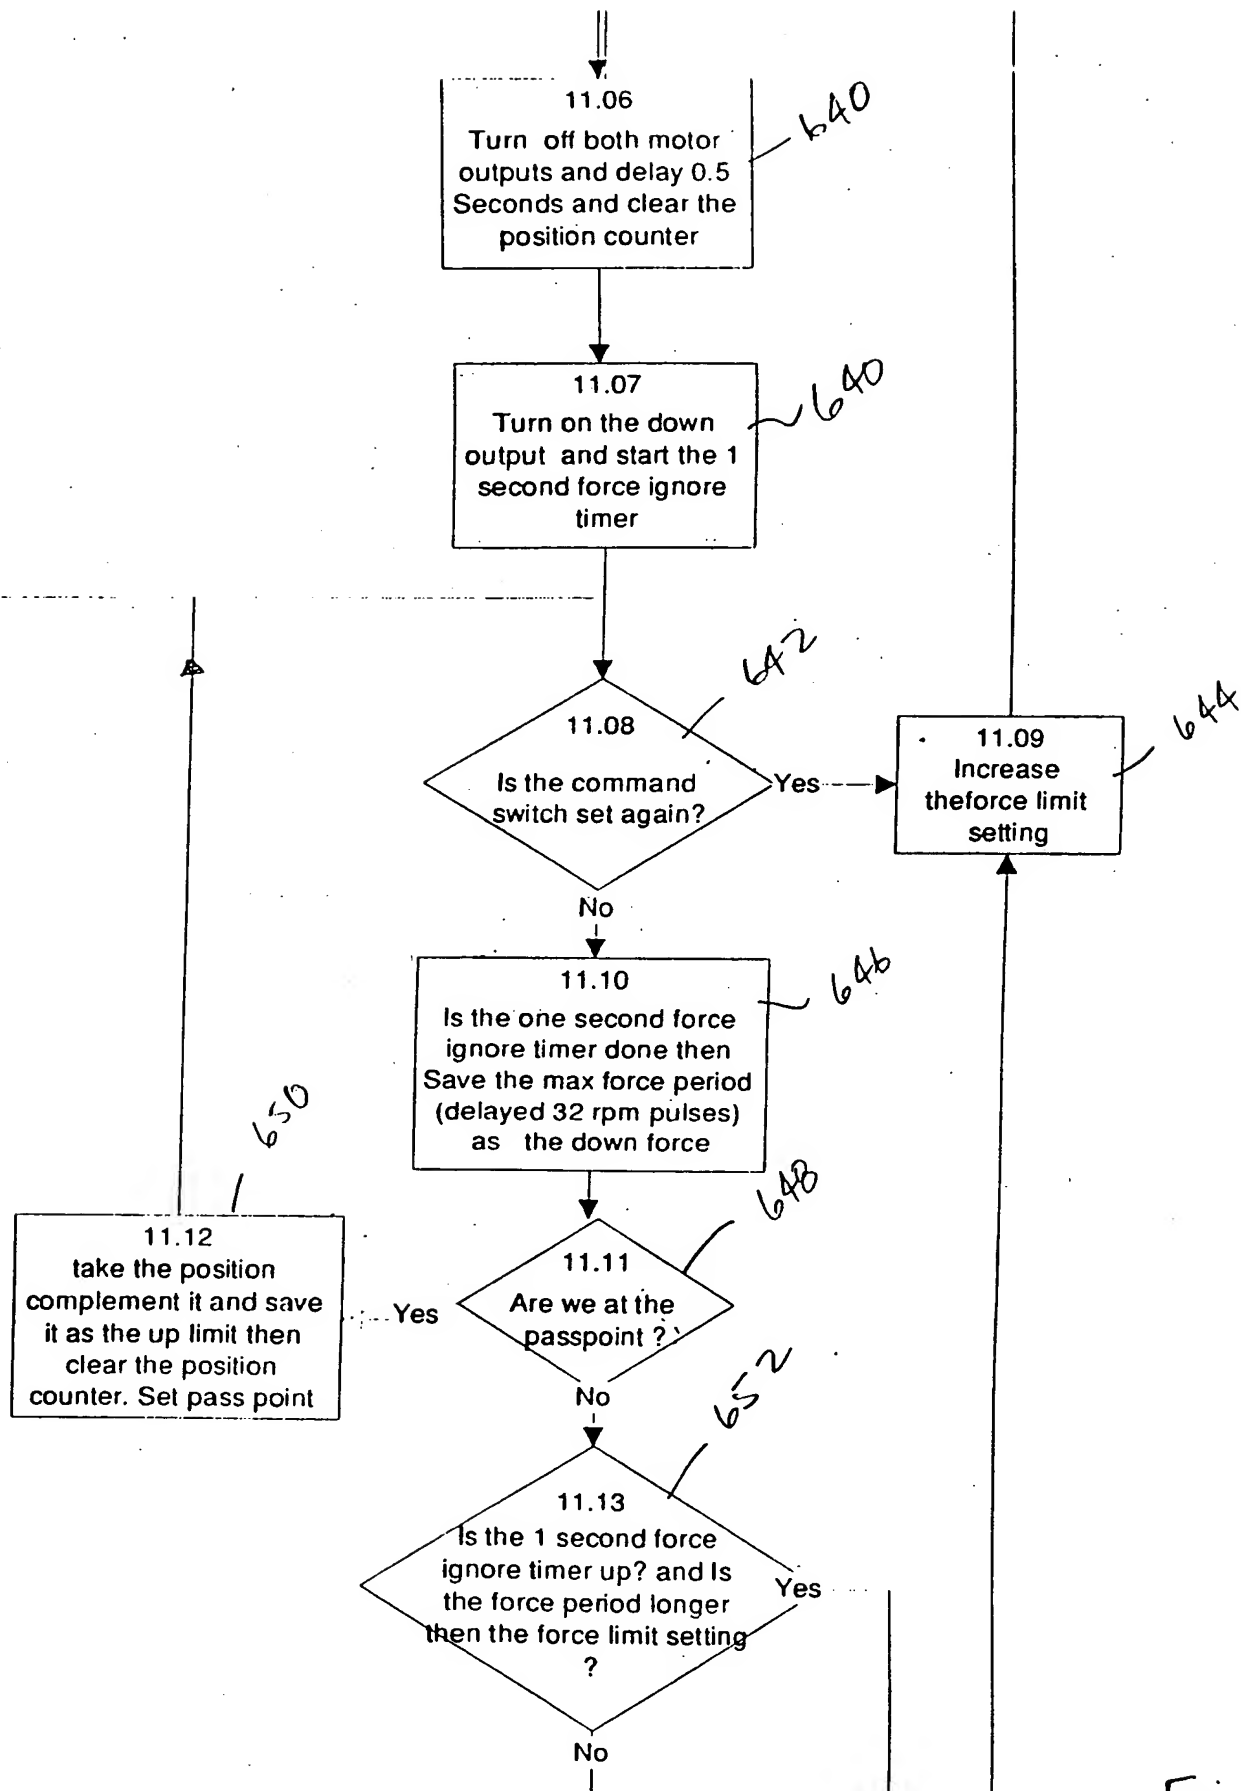 11.06
Turn off both motor
outputs and delay 0.5
Seconds and clear the
position counter
640
11.07
Turn on the down
output and start the 1
second force ignore
timer
640
11.08
Is the command
switch set again?
642
Yes
11.09
Increase
theforce limit
setting
644
No
11.10
Is the one second force
ignore timer done then
Save the max force period
(delayed 32 rpm pulses)
as the down force
646
650
11.12
take the position
complement it and save
it as the up limit then
clear the position
counter. Set pass point
Yes
11.11
Are we at the
passpoint ?
648
No
11.13
Is the 1 second force
ignore timer up? and Is
the force period longer
then the force limit setting
?
652
Yes
No